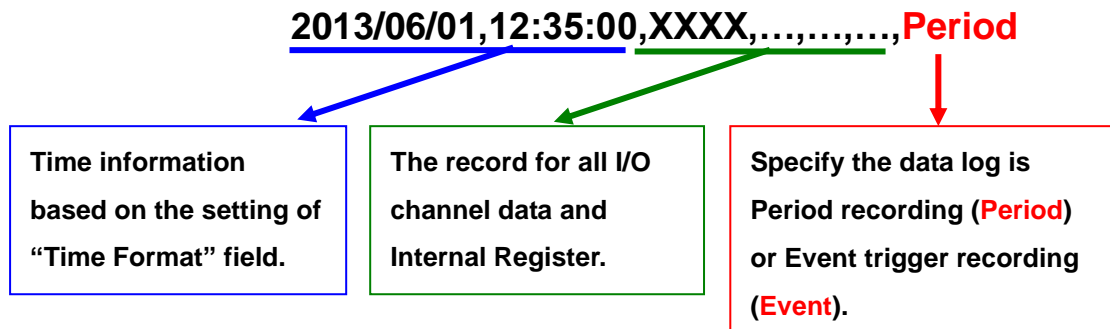 2013/06/01,12:35:00,XXXX,…,…,…,Period
Time information
based on the setting of
“Time Format” field.
The record for all I/O
channel data and
Internal Register.
Specify the data log is
Period recording (Period)
or Event trigger recording
(Event).